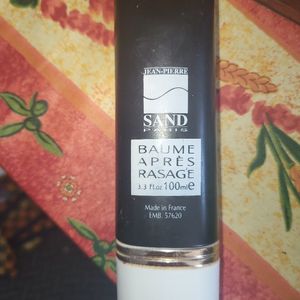 JEAN-PIERRE
SAND
PARIS
BAUME
APRÈS
RASAGE
3.3 fl.oz 100ml e
Made in France
EMB. 57620